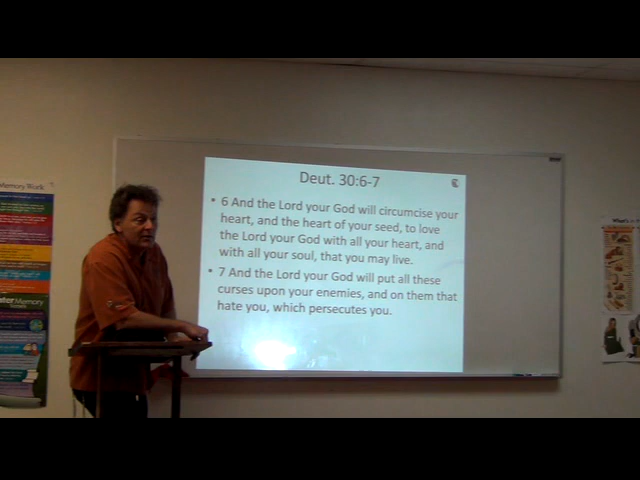 Deut. 30:6-7
• 6 And the Lord your God will circumcise your
heart, and the heart of your seed, to love
the Lord your God with all your heart, and
with all your soul, that you may live.
• 7 And the Lord your God will put all these
curses upon your enemies, and on them that
hate you, which persecutes you.
Memory Work
Memory
What's